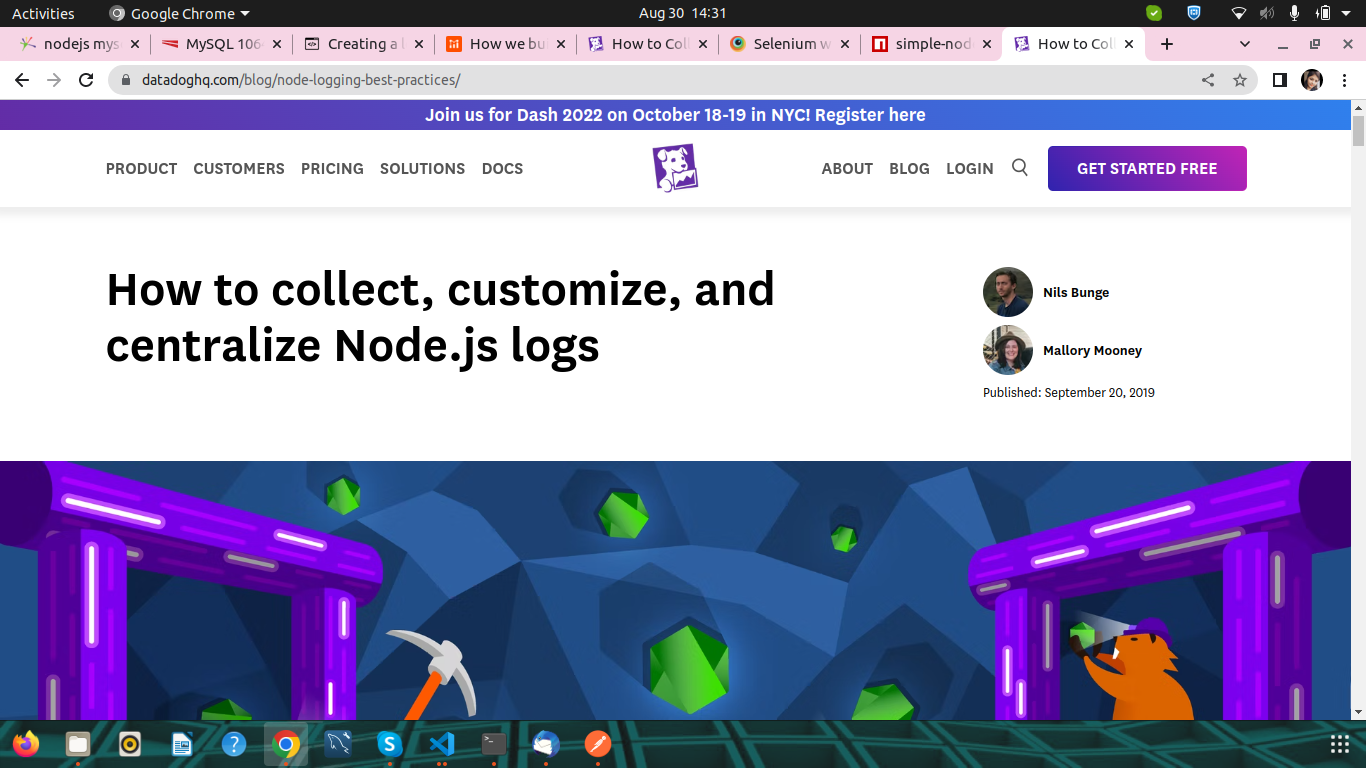 Activities
Google Chrome
Aug 30 14:31
nodejs mys
MySQL 106
Creating a l
How we bu
How to Coll
Selenium w
simple-nod
How to Coll
datadoghq.com/blog/node-logging-best-practices/
Join us for Dash 2022 on October 18-19 in NYC! Register here
PRODUCT CUSTOMERS PRICING SOLUTIONS DOCS
ABOUT BLOG LOGIN
GET STARTED FREE
How to collect, customize, and
centralize Node.js logs
Nils Bunge
Mallory Mooney
Published: September 20, 2019